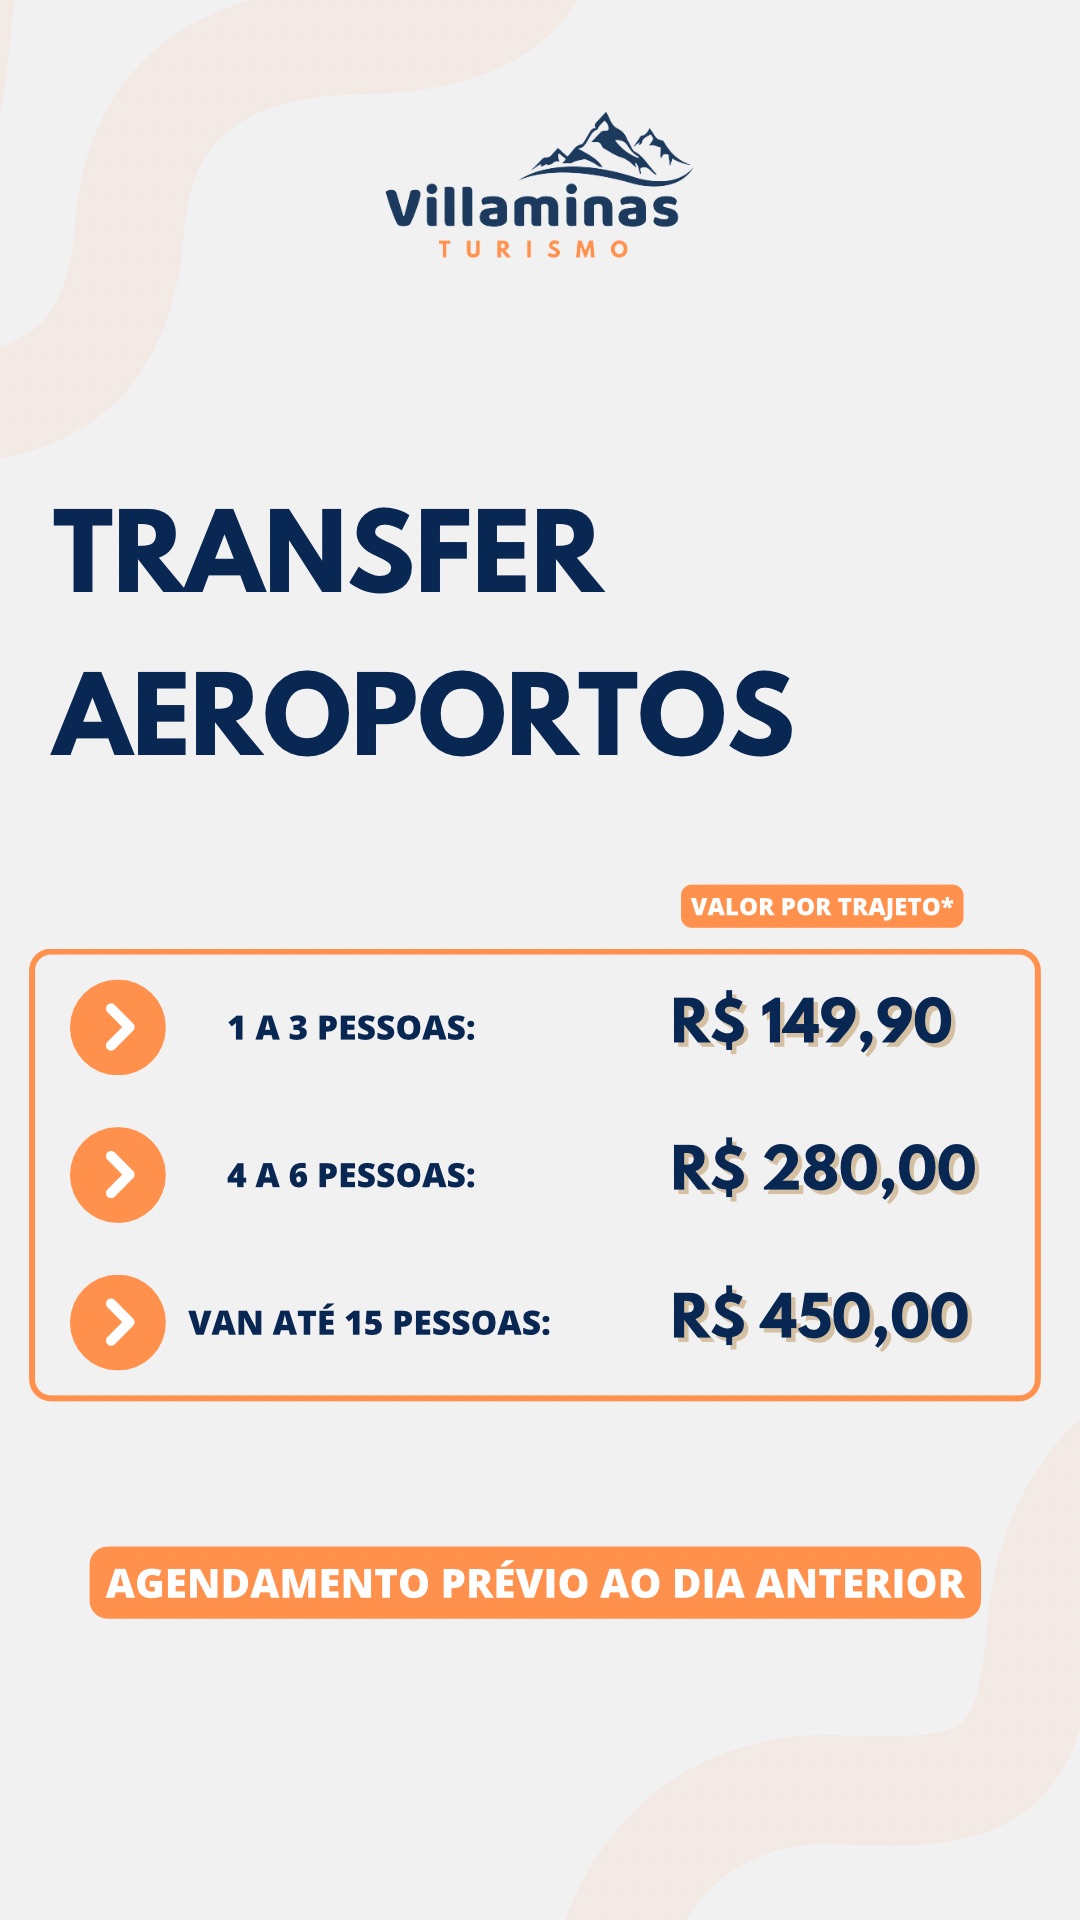 Villaminas
TURISMO
TRANSFER
AEROPORTOS
VALOR POR TRAJETO*
1 A 3 PESSOAS: R$ 149,90
4 A 6 PESSOAS: R$ 280,00
VAN ATÉ 15 PESSOAS: R$ 450,00
AGENDAMENTO PRÉVIO AO DIA ANTERIOR